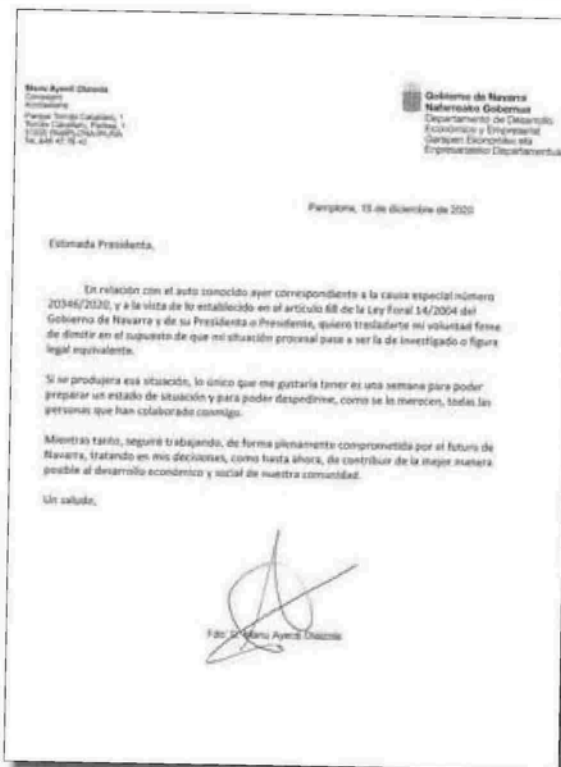 Manu Ayerdi Olaizola
Consejero
Kontseilaria
Parque Tomás Caballero, 1
Tomás Caballero Parkea, 1
31005 PAMPLONA/IRUÑA
Gobierno de Navarra
Nafarroako Gobernua
Departamento de Desarrollo
Económico y Empresarial
Garapen Ekonomiko eta
Enpresarialeko Departamentua
Pamplona, 15 de diciembre de 2020
Estimada Presidenta,
En relación con el auto conocido ayer correspondiente a la causa especial número
20346/2020, y a la vista de lo establecido en el artículo 68 de la Ley Foral 14/2004 del
Gobierno de Navarra y de su Presidenta o Presidente, quiero trasladarte mi voluntad firme
de dimitir en el supuesto de que mi situación procesal pase a ser la de investigado o figura
legal equivalente.
Si se produjera esa situación, lo único que me gustaría tener es una semana para poder
preparar un estado de situación y para poder despedirme, como se lo merecen, todas las
personas que han colaborado conmigo.
Mientras tanto, seguiré trabajando, de forma plenamente comprometida por el futuro de
Navarra, tratando en mis decisiones, como hasta ahora, de contribuir de la mejor manera
posible al desarrollo económico y social de nuestra comunidad.
Un saludo,
Fdo: D. Manu Ayerdi Olaizola